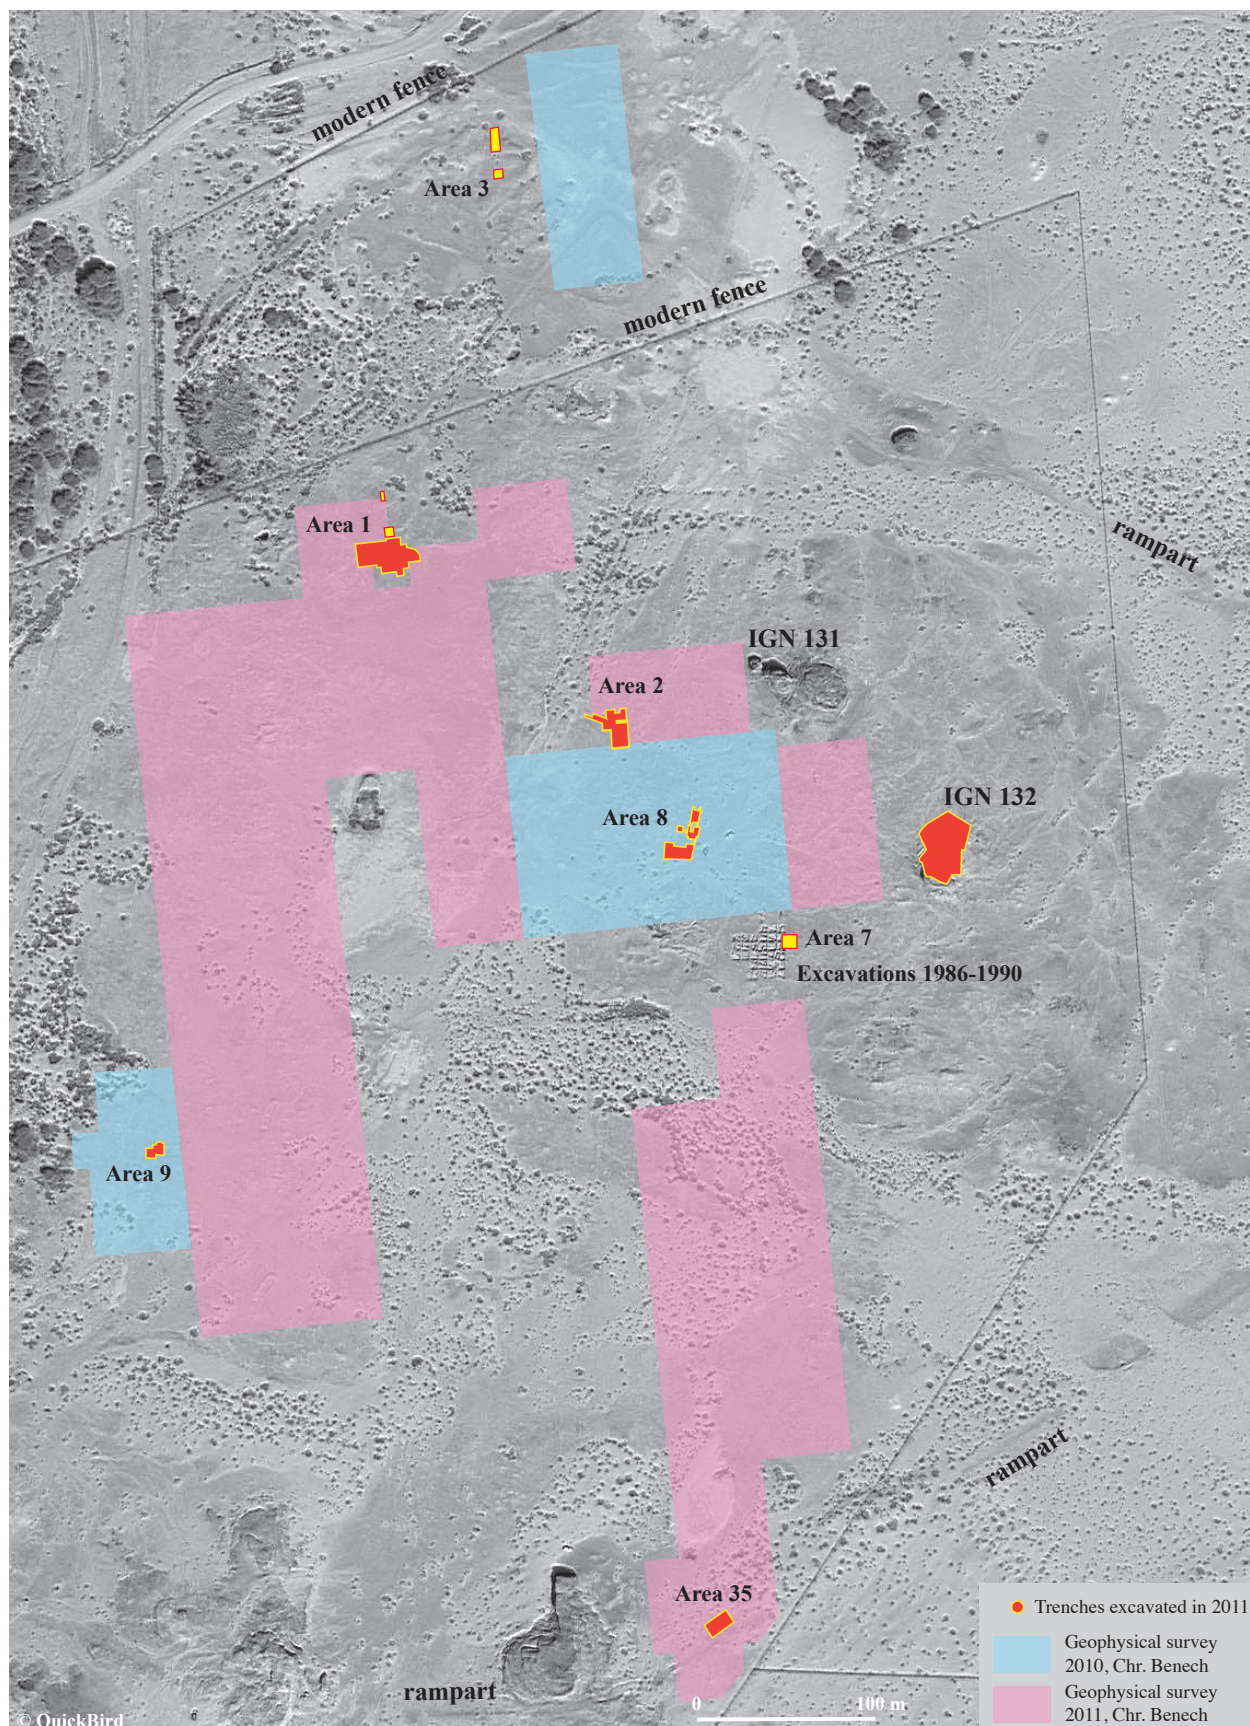 modern fence
Area 3
modern fence
Area 1
rampart
IGN 131
Area 2
IGN 132
Area 8
Area 7
Excavations 1986-1990
Area 9
rampart
Area 35
rampart
Trenches excavated in 2011
Geophysical survey
2010, Chr. Benech
Geophysical survey
2011, Chr. Benech
0 100 m
© QuickBird